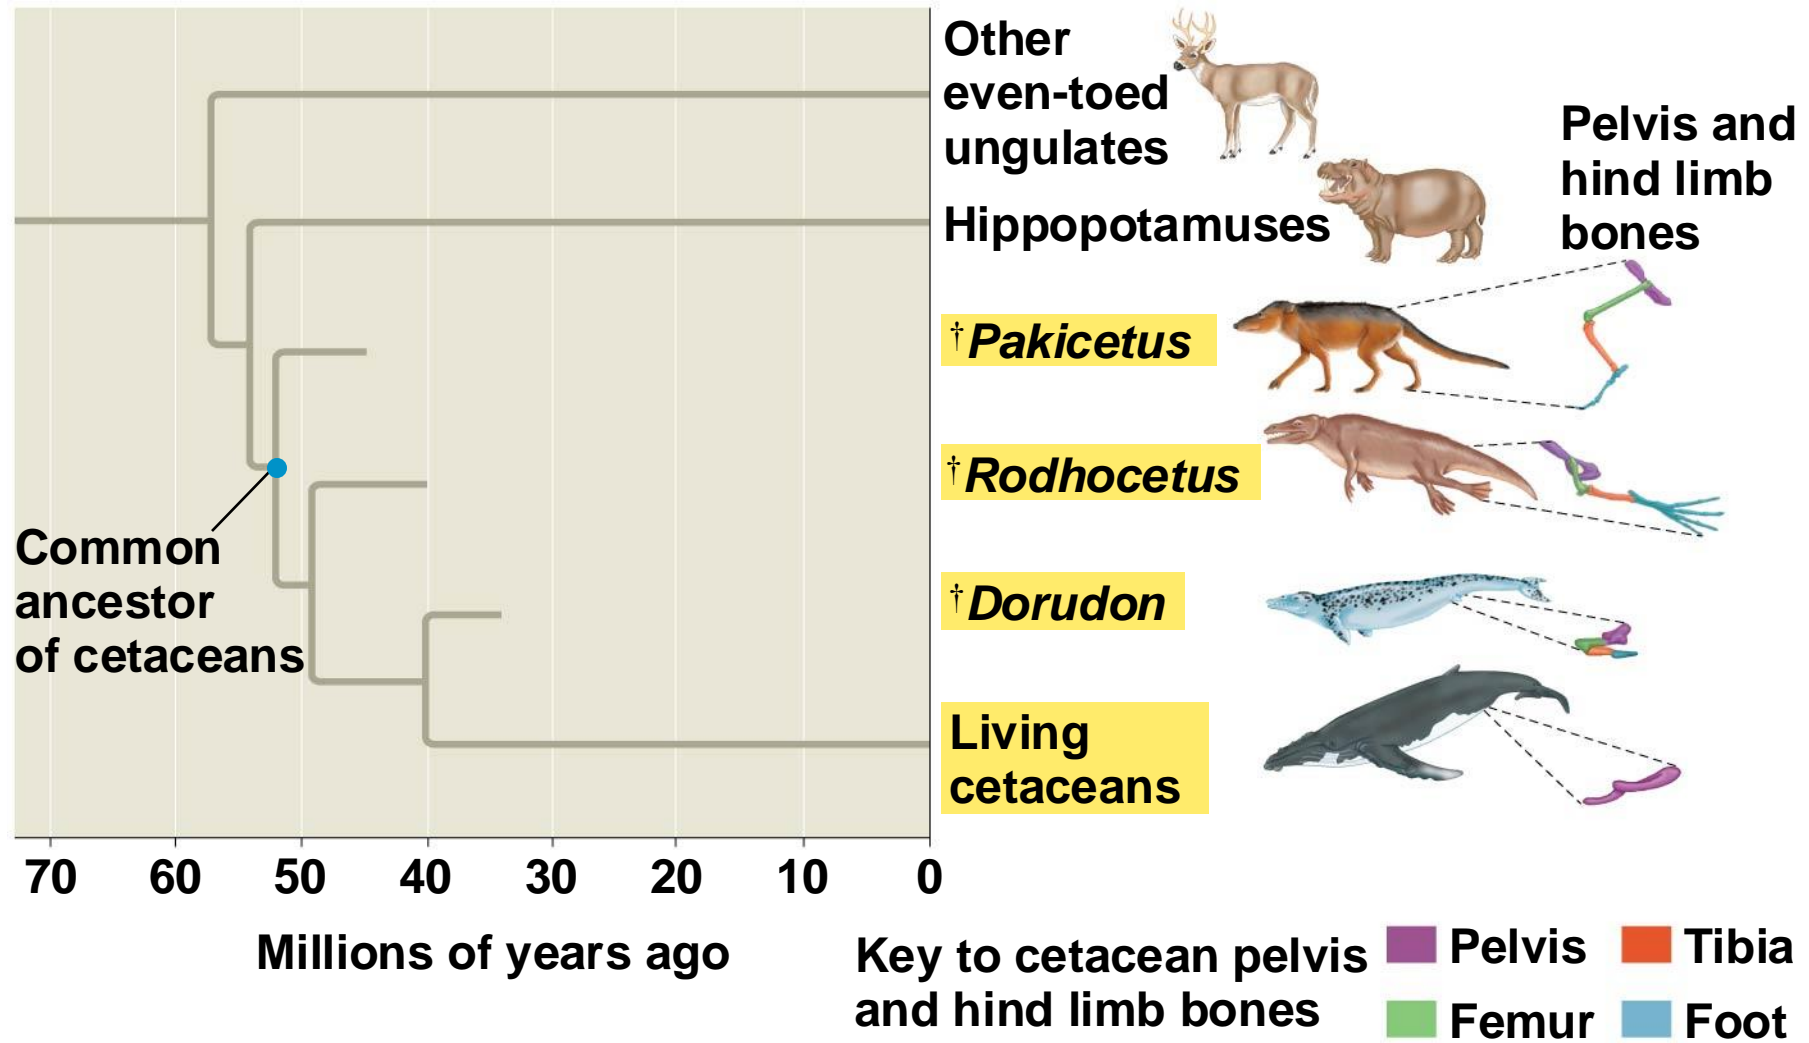 Other
even-toed
ungulates
Pelvis and
hind limb
bones
Hippopotamuses
†Pakicetus
†Rodhocetus
Common
ancestor
of cetaceans
†Dorudon
Living
cetaceans
70 60 50 40 30 20 10 0
Millions of years ago
Key to cetacean pelvis
and hind limb bones
Pelvis Tibia
Femur Foot